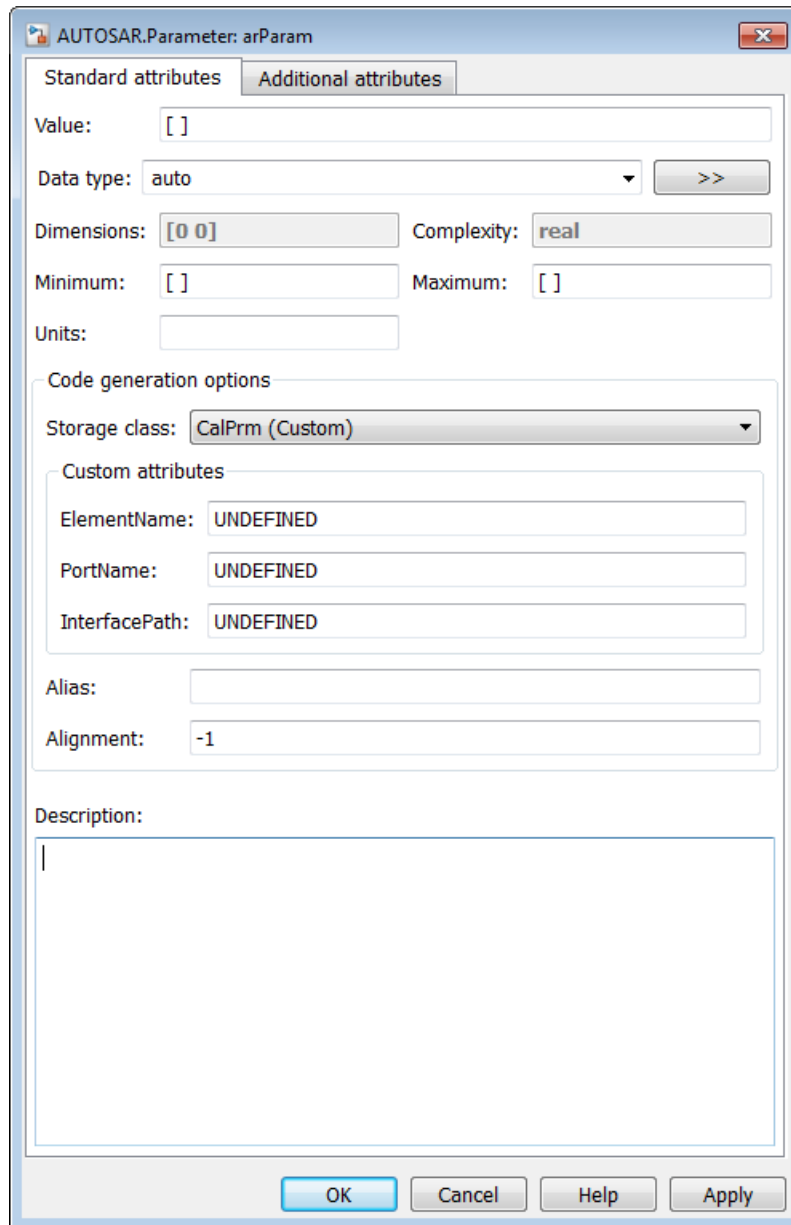 AUTOSAR.Parameter: arParam
Standard attributes Additional attributes
Value: [ ]
Data type: auto >>
Dimensions: [0 0] Complexity: real
Minimum: [ ] Maximum: [ ]
Units:
Code generation options
Storage class: CalPrm (Custom)
Custom attributes
ElementName: UNDEFINED
PortName: UNDEFINED
InterfacePath: UNDEFINED
Alias:
Alignment: -1
Description:
OK Cancel Help Apply